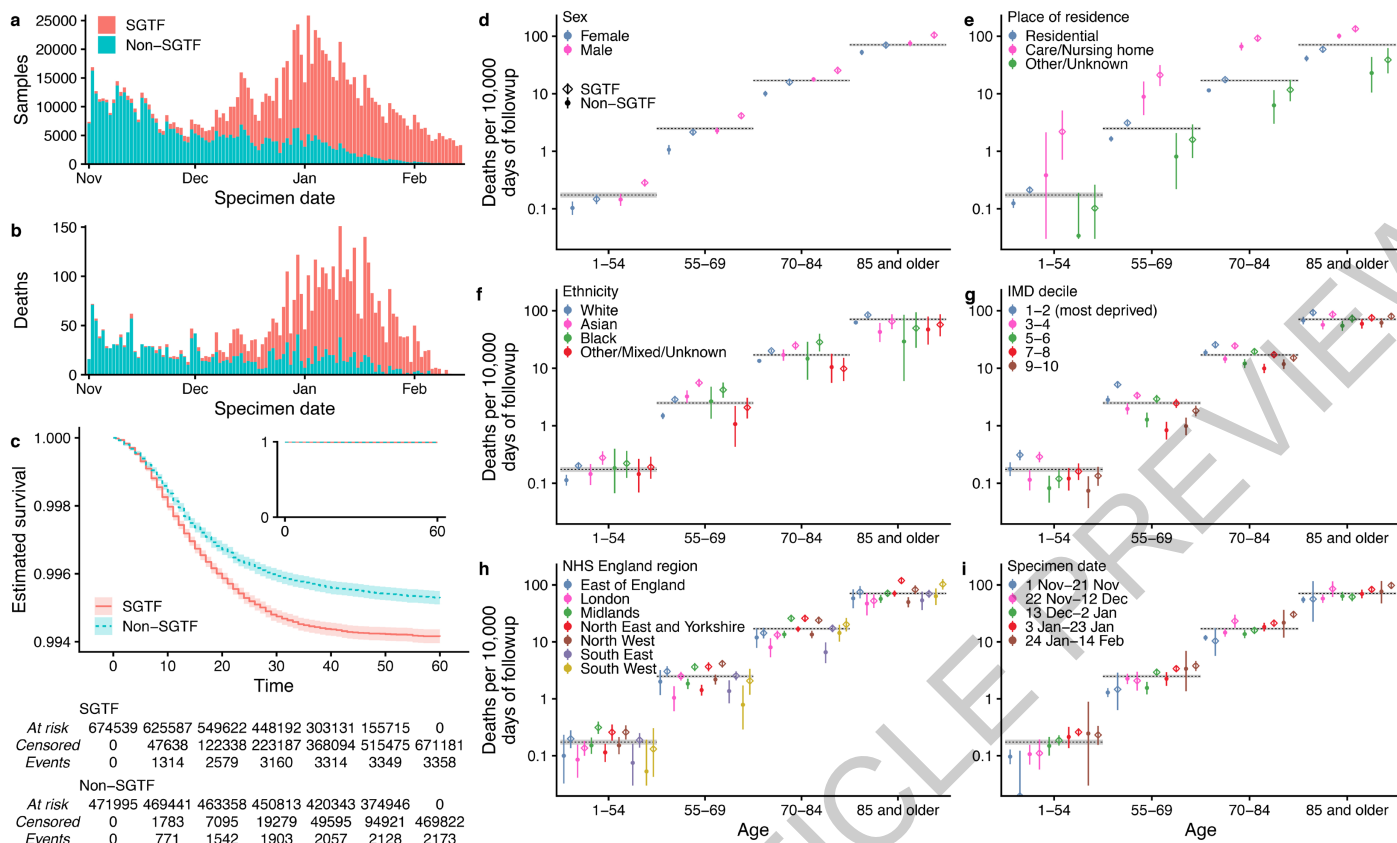 a
SGTF
Non−SGTF
Samples
25000
20000
15000
10000
5000
0
Nov Dec Jan Feb
Specimen date
b
Deaths
150
100
50
0
Nov Dec Jan Feb
Specimen date
c
Estimated survival
1.000
0.998
0.996
0.994
1
0
0 60
SGTF
Non−SGTF
0 10 20 30 40 50 60
Time
SGTF
At risk 674539 625587 549622 448192 303131 155715 0
Censored 0 47638 122338 223187 368094 515475 671181
Events 0 1314 2579 3160 3314 3349 3358
Non−SGTF
At risk 471995 469441 463358 450813 420343 374946 0
Censored 0 1783 7095 19279 49595 94921 469822
Events 0 771 1542 1903 2057 2128 2173
d
Sex
Female
Male
SGTF
Non−SGTF
Deaths per 10,000
days of followup
100
10
1
0.1
1−54 55−69 70−84 85 and older
e
Place of residence
Residential
Care/Nursing home
Other/Unknown
100
10
1
0.1
1−54 55−69 70−84 85 and older
f
Ethnicity
White
Asian
Black
Other/Mixed/Unknown
Deaths per 10,000
days of followup
100
10
1
0.1
1−54 55−69 70−84 85 and older
g
IMD decile
1−2 (most deprived)
3−4
5−6
7−8
9−10
100
10
1
0.1
1−54 55−69 70−84 85 and older
h
NHS England region
East of England
London
Midlands
North East and Yorkshire
North West
South East
South West
Deaths per 10,000
days of followup
100
10
1
0.1
1−54 55−69 70−84 85 and older
Age
i
Specimen date
1 Nov−21 Nov
22 Nov−12 Dec
13 Dec−2 Jan
3 Jan−23 Jan
24 Jan−14 Feb
100
10
1
0.1
1−54 55−69 70−84 85 and older
Age
TICLE PREVIEW